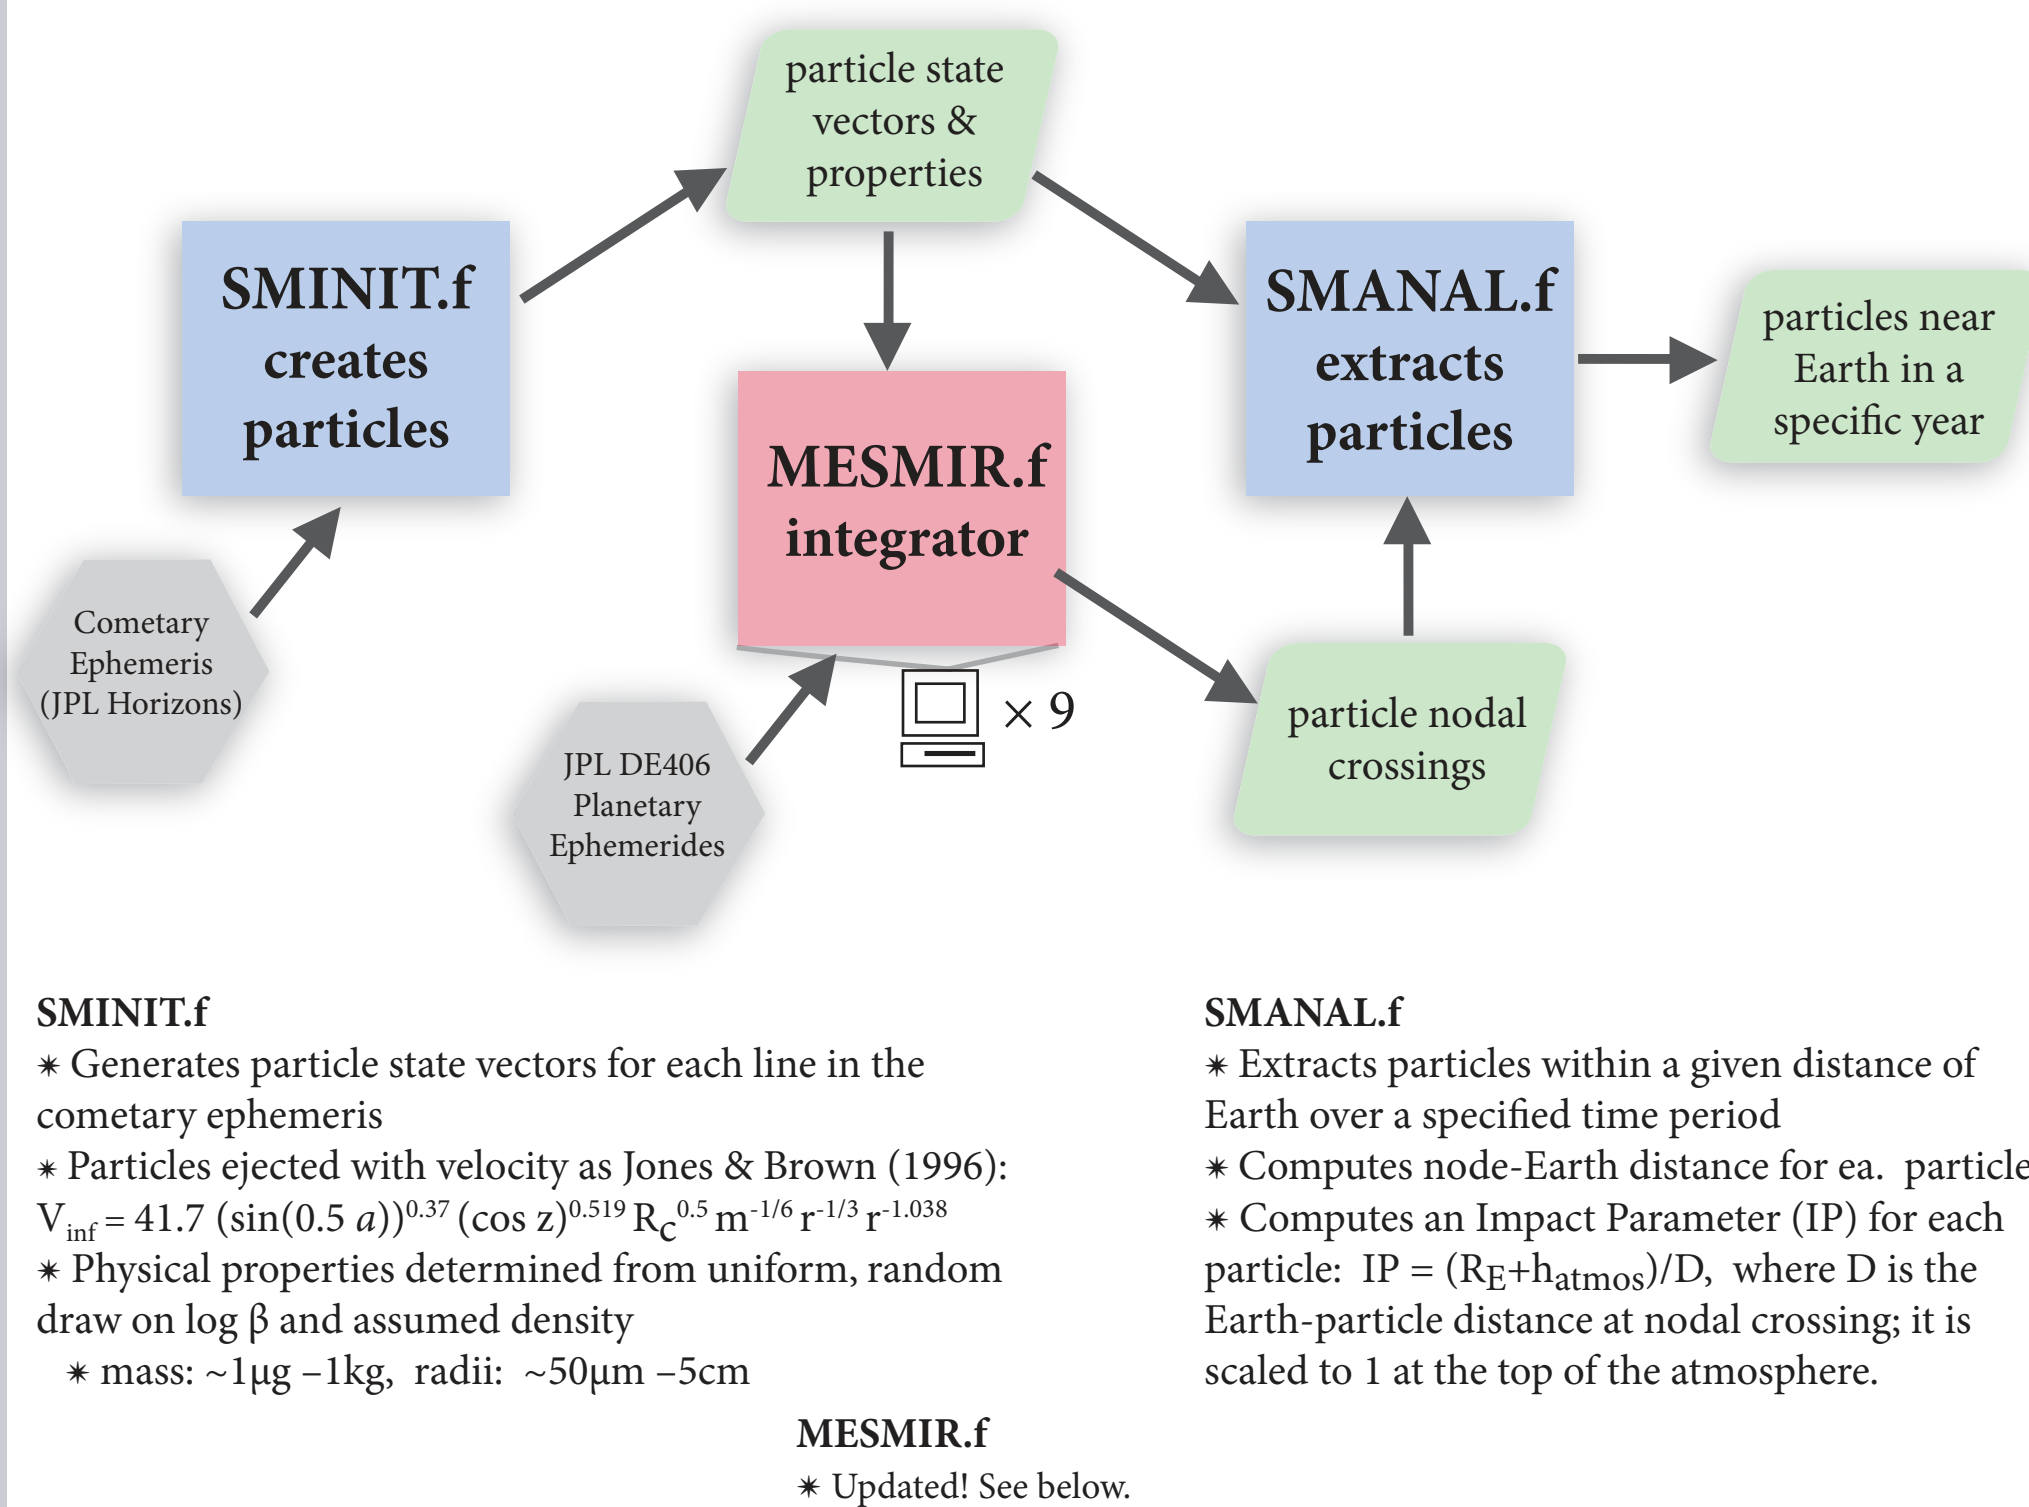 particle state
vectors &
properties
SMINIT.f
creates
particles
SMANAL.f
extracts
particles
particles near
Earth in a
specific year
MESMIR.f
integrator
Cometary
Ephemeris
(JPL Horizons)
× 9
particle nodal
crossings
JPL DE406
Planetary
Ephemerides
SMINIT.f
✷ Generates particle state vectors for each line in the
cometary ephemeris
✷ Particles ejected with velocity as Jones & Brown (1996):
V_inf = 41.7 (sin(0.5 a))^0.37 (cos z)^0.519 R_C^0.5 m^-1/6 r^-1/3 r^-1.038
✷ Physical properties determined from uniform, random
draw on log β and assumed density
✷ mass: ~1μg –1kg, radii: ~50μm –5cm
SMANAL.f
✷ Extracts particles within a given distance of
Earth over a specified time period
✷ Computes node-Earth distance for ea. particle
✷ Computes an Impact Parameter (IP) for each
particle: IP = (R_E+h_atmos)/D, where D is the
Earth-particle distance at nodal crossing; it is
scaled to 1 at the top of the atmosphere.
MESMIR.f
✷ Updated! See below.